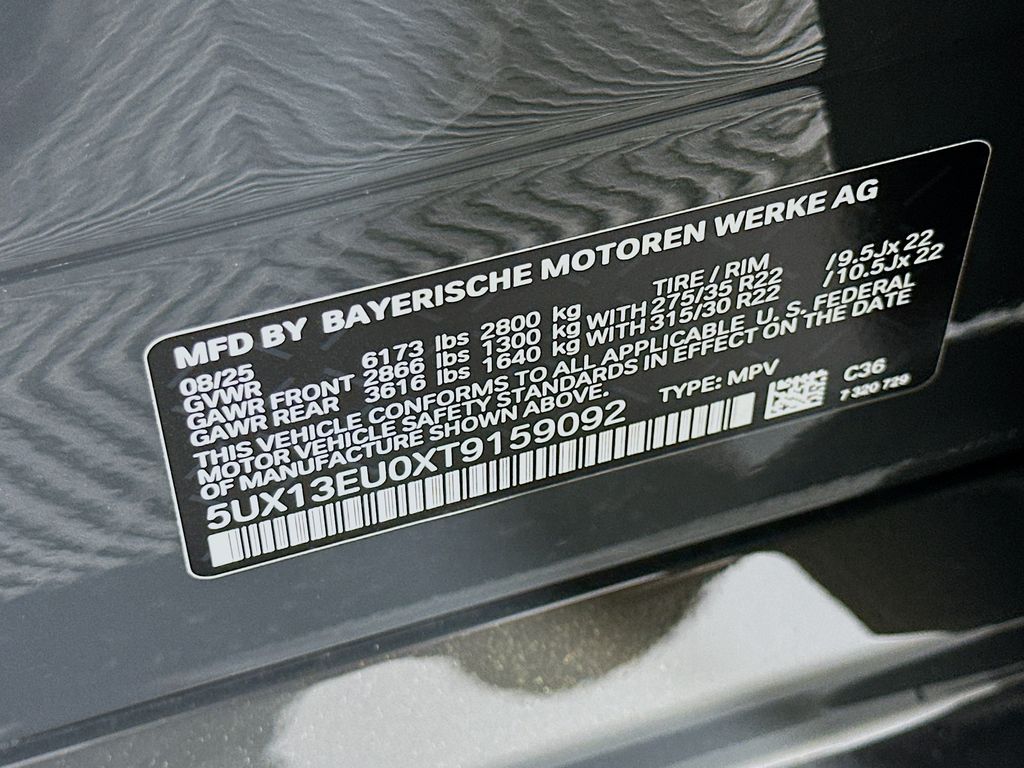 MFD BY BAYERISCHE MOTOREN WERKE AG
08/25 TIRE / RIM
GVWR 6173 lbs 2800 kg
GAWR FRONT 2866 lbs 1300 kg WITH 275/35 R22 /9.5Jx22
GAWR REAR 3616 lbs 1640 kg WITH 315/30 R22 /10.5Jx22
THIS VEHICLE CONFORMS TO ALL APPLICABLE U. S. FEDERAL
MOTOR VEHICLE SAFETY STANDARDS IN EFFECT ON THE DATE
OF MANUFACTURE SHOWN ABOVE.
5UX13EU0XT9159092 TYPE: MPV C36
7 320 729